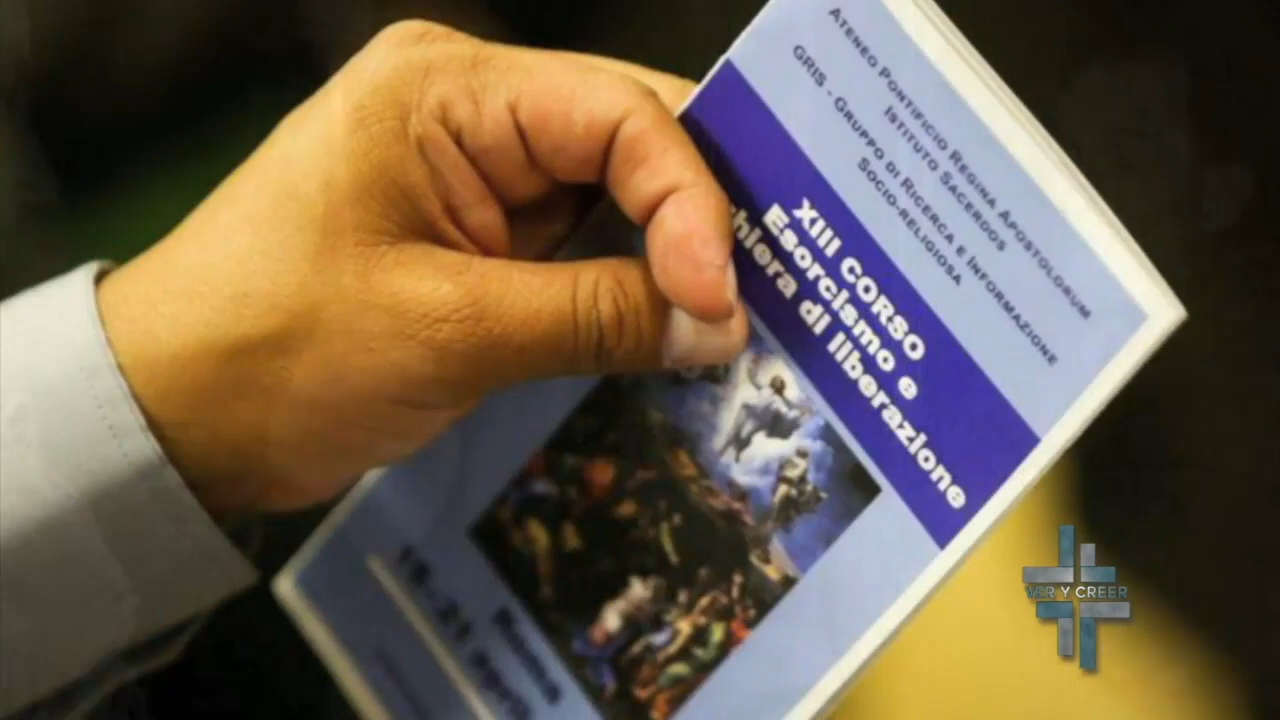 ATENEO PONTIFICIO REGINA APOSTOLORUM
ISTITUTO SACERDOS
GRIS - GRUPPO DI RICERCA E INFORMAZIONE
SOCIO-RELIGIOSA
XIII CORSO
Esorcismo e
di liberazione
Roma
VER Y CREER